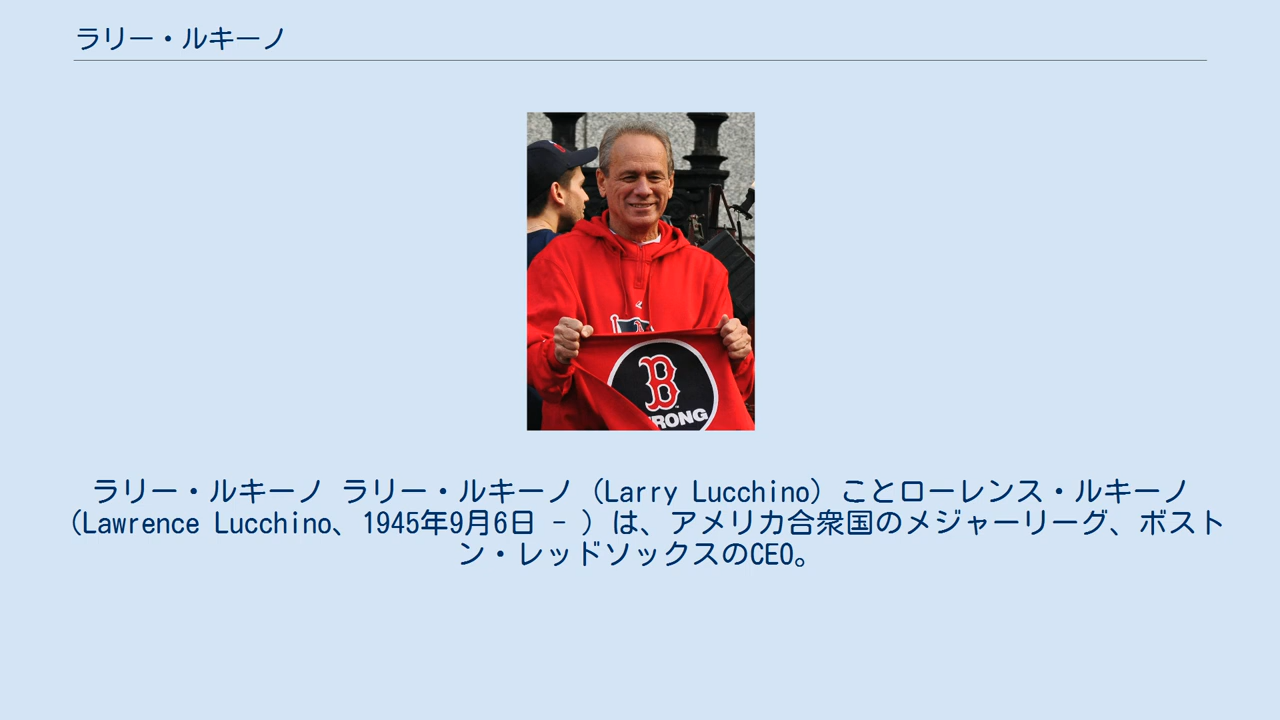 ラリー・ルキーノ
B
RONG
ラリー・ルキーノ ラリー・ルキーノ（Larry Lucchino）ことローレンス・ルキーノ
（Lawrence Lucchino、1945年9月6日 - ）は、アメリカ合衆国のメジャーリーグ、ボスト
ン・レッドソックスのCEO。